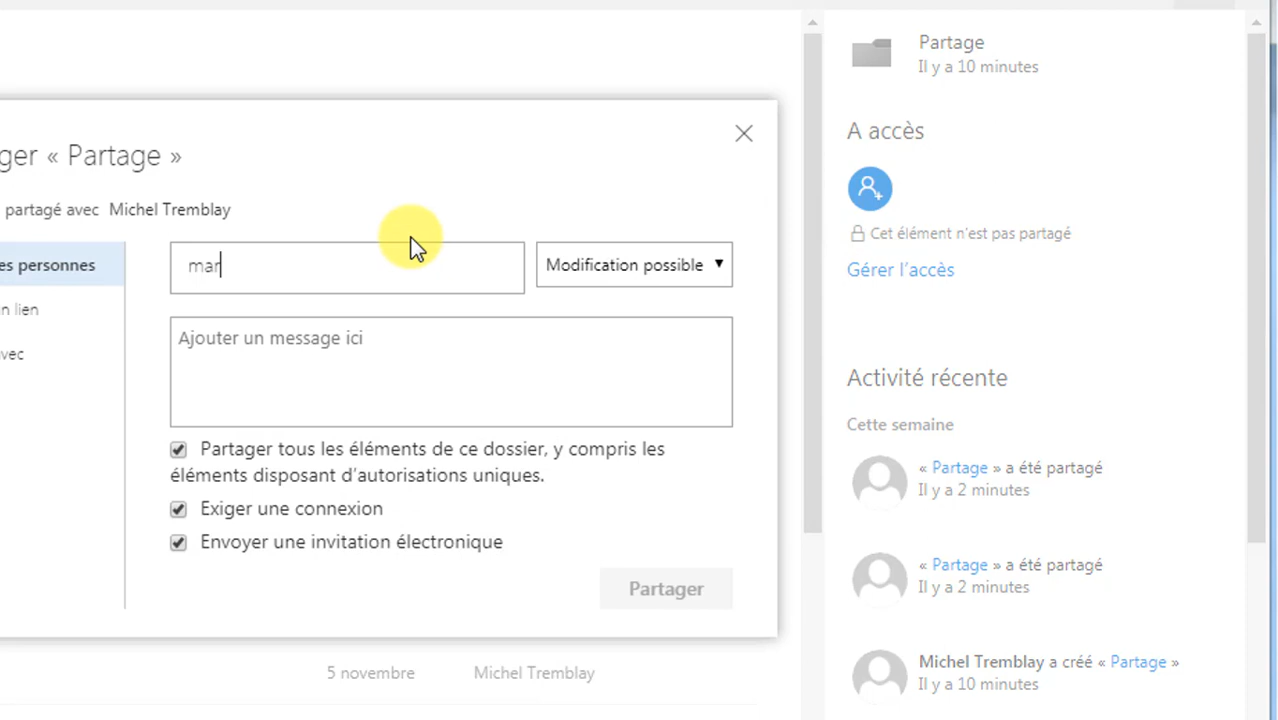 ger « Partage »
partagé avec Michel Tremblay
es personnes
n lien
vec
mar
Modification possible
Ajouter un message ici
Partager tous les éléments de ce dossier, y compris les
éléments disposant d'autorisations uniques.
Exiger une connexion
Envoyer une invitation électronique
Partager
5 novembre Michel Tremblay
Partage
Il y a 10 minutes
A accès
Cet élément n'est pas partagé
Gérer l'accès
Activité récente
Cette semaine
« Partage » a été partagé
Il y a 2 minutes
« Partage » a été partagé
Il y a 2 minutes
Michel Tremblay a créé « Partage »
Il y a 10 minutes